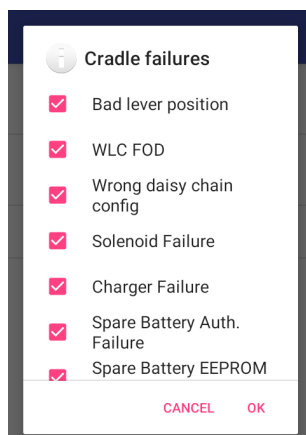 Cradle failures
Bad lever position
WLC FOD
Wrong daisy chain
config
Solenoid Failure
Charger Failure
Spare Battery Auth.
Failure
Spare Battery EEPROM
CANCEL OK